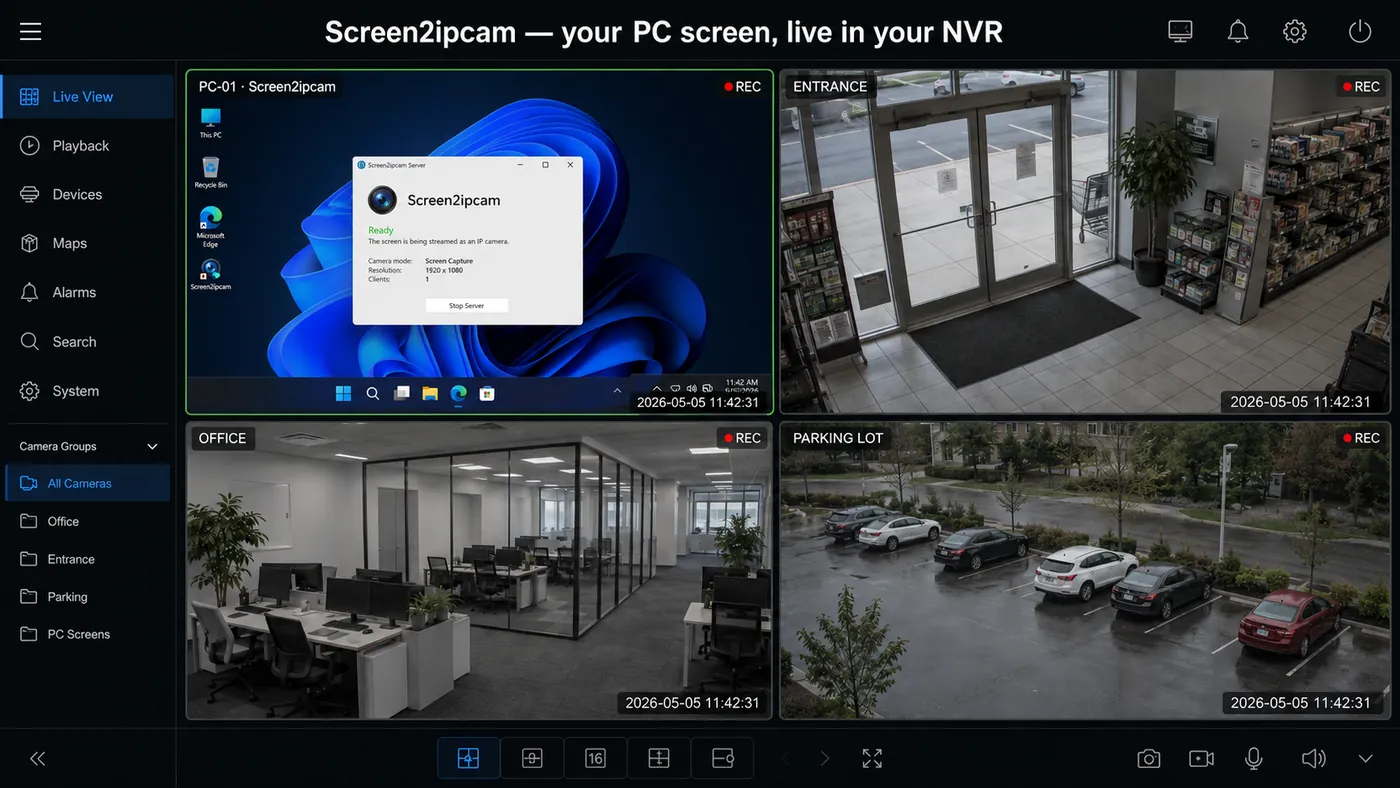 Screen2ipcam — your PC screen, live in your NVR
Live View
Playback
Devices
Maps
Alarms
Search
System
Camera Groups
All Cameras
Office
Entrance
Parking
PC Screens
PC-01 · Screen2ipcam
REC
This PC
Recycle Bin
Microsoft
Edge
Screen2ipcam
Screen2ipcam Server
Screen2ipcam
Ready
The screen is being streamed as an IP camera.
Camera mode: Screen Capture
Resolution: 1920 x 1080
Clients: 1
Stop Server
11:42 AM
2026-05-05 11:42:31
ENTRANCE
REC
2026-05-05 11:42:31
OFFICE
REC
2026-05-05 11:42:31
PARKING LOT
REC
2026-05-05 11:42:31
16